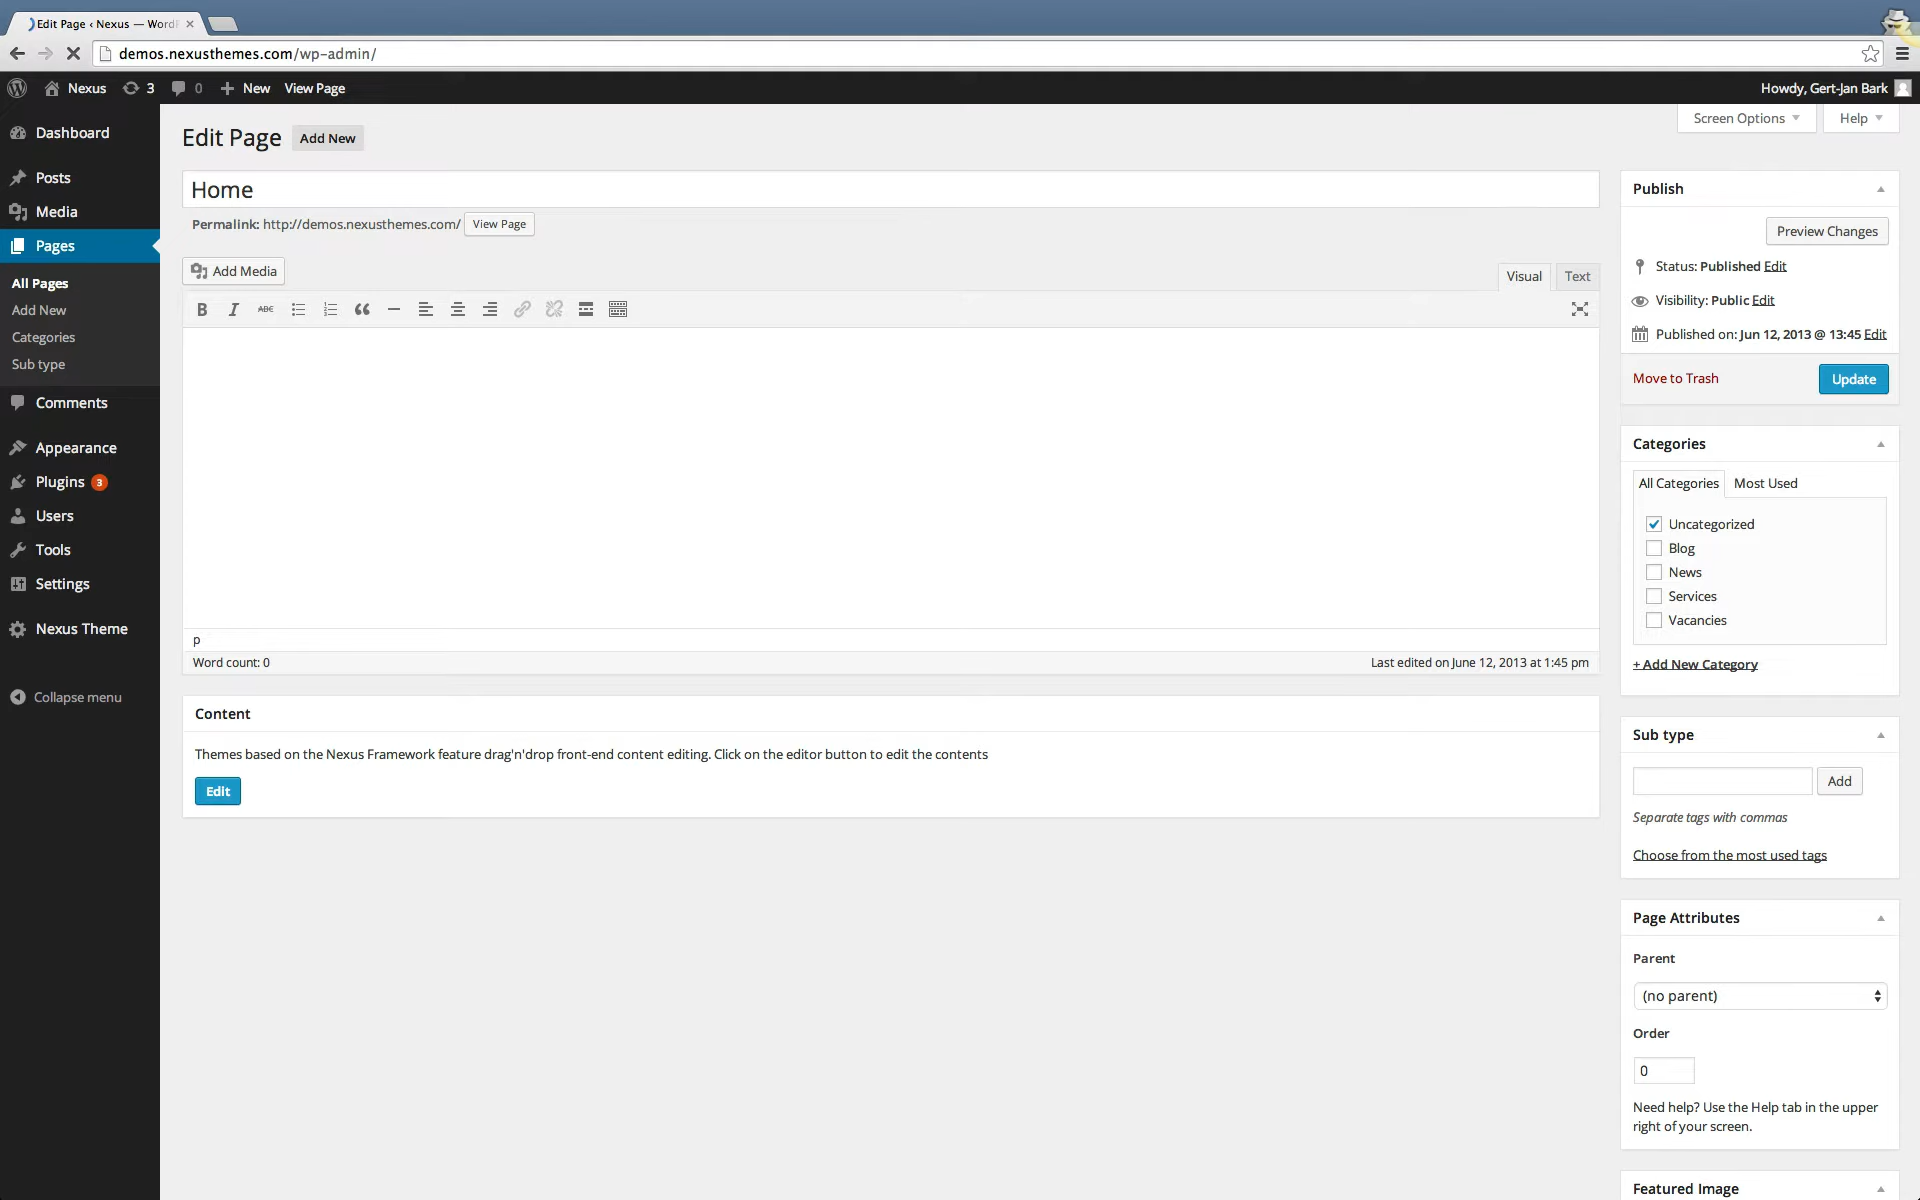 Edit Page ‹ Nexus — Word
demos.nexusthemes.com/wp-admin/
Nexus 3 0 New View Page
Howdy, Gert-Jan Bark
Dashboard
Posts
Media
Pages
All Pages
Add New
Categories
Sub type
Comments
Appearance
Plugins 3
Users
Tools
Settings
Nexus Theme
Collapse menu
Screen Options Help
Edit Page Add New
Home
Permalink: http://demos.nexusthemes.com/ View Page
Add Media
Visual Text
B I ABC
p
Word count: 0
Last edited on June 12, 2013 at 1:45 pm
Content
Themes based on the Nexus Framework feature drag'n'drop front-end content editing. Click on the editor button to edit the contents
Edit
Publish
Preview Changes
Status: Published Edit
Visibility: Public Edit
Published on: Jun 12, 2013 @ 13:45 Edit
Move to Trash Update
Categories
All Categories Most Used
Uncategorized
Blog
News
Services
Vacancies
+ Add New Category
Sub type
Add
Separate tags with commas
Choose from the most used tags
Page Attributes
Parent
(no parent)
Order
0
Need help? Use the Help tab in the upper
right of your screen.
Featured Image